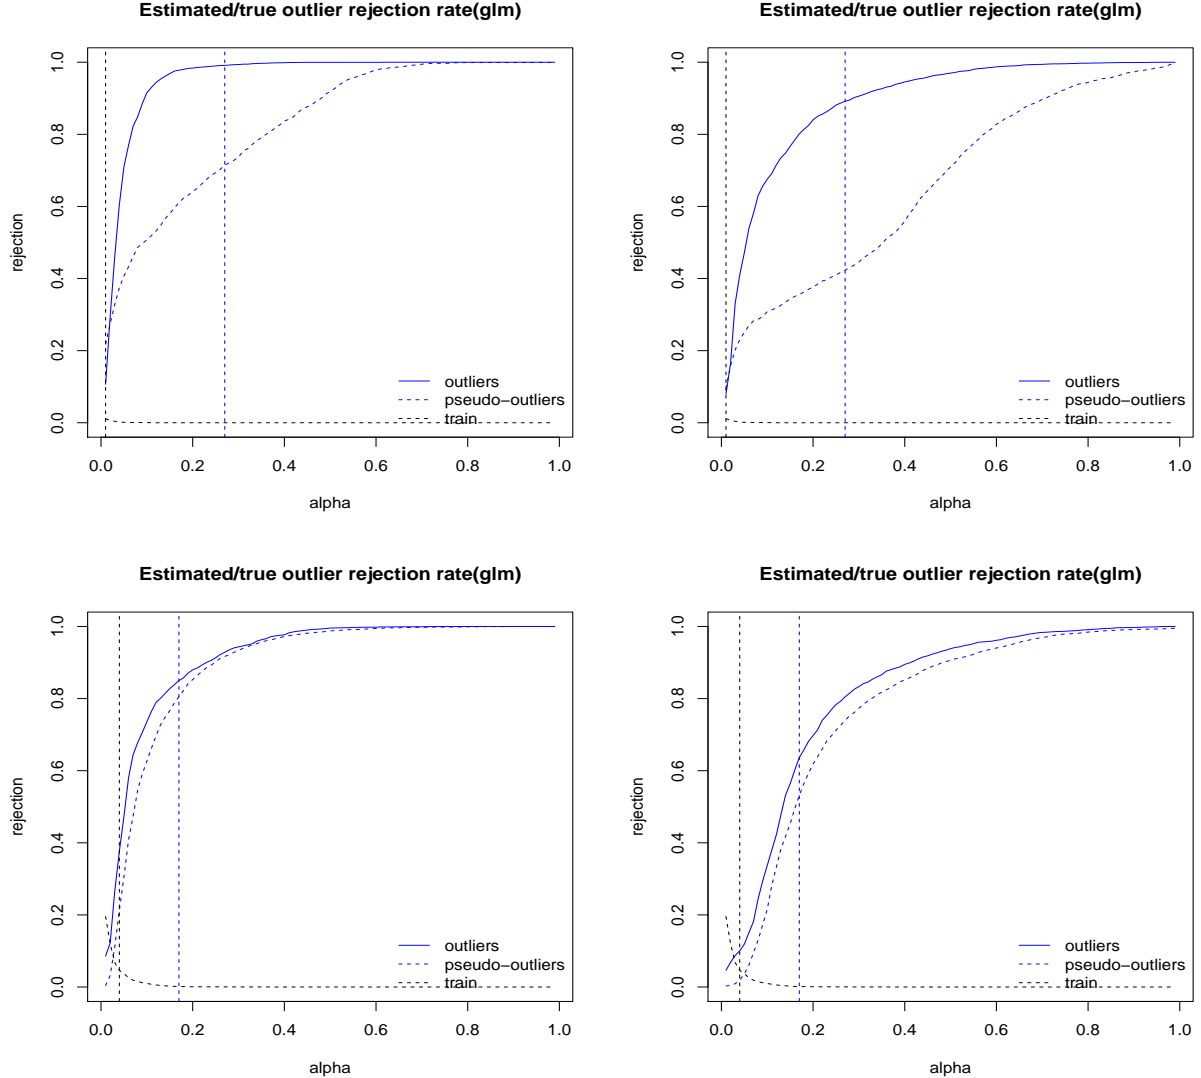 Estimated/true outlier rejection rate(glm)
rejection
1.0
0.8
0.6
0.4
0.2
0.0
outliers
pseudo−outliers
train
0.0 0.2 0.4 0.6 0.8 1.0
alpha
Estimated/true outlier rejection rate(glm)
rejection
1.0
0.8
0.6
0.4
0.2
0.0
outliers
pseudo−outliers
train
0.0 0.2 0.4 0.6 0.8 1.0
alpha
Estimated/true outlier rejection rate(glm)
rejection
1.0
0.8
0.6
0.4
0.2
0.0
outliers
pseudo−outliers
train
0.0 0.2 0.4 0.6 0.8 1.0
alpha
Estimated/true outlier rejection rate(glm)
rejection
1.0
0.8
0.6
0.4
0.2
0.0
outliers
pseudo−outliers
train
0.0 0.2 0.4 0.6 0.8 1.0
alpha